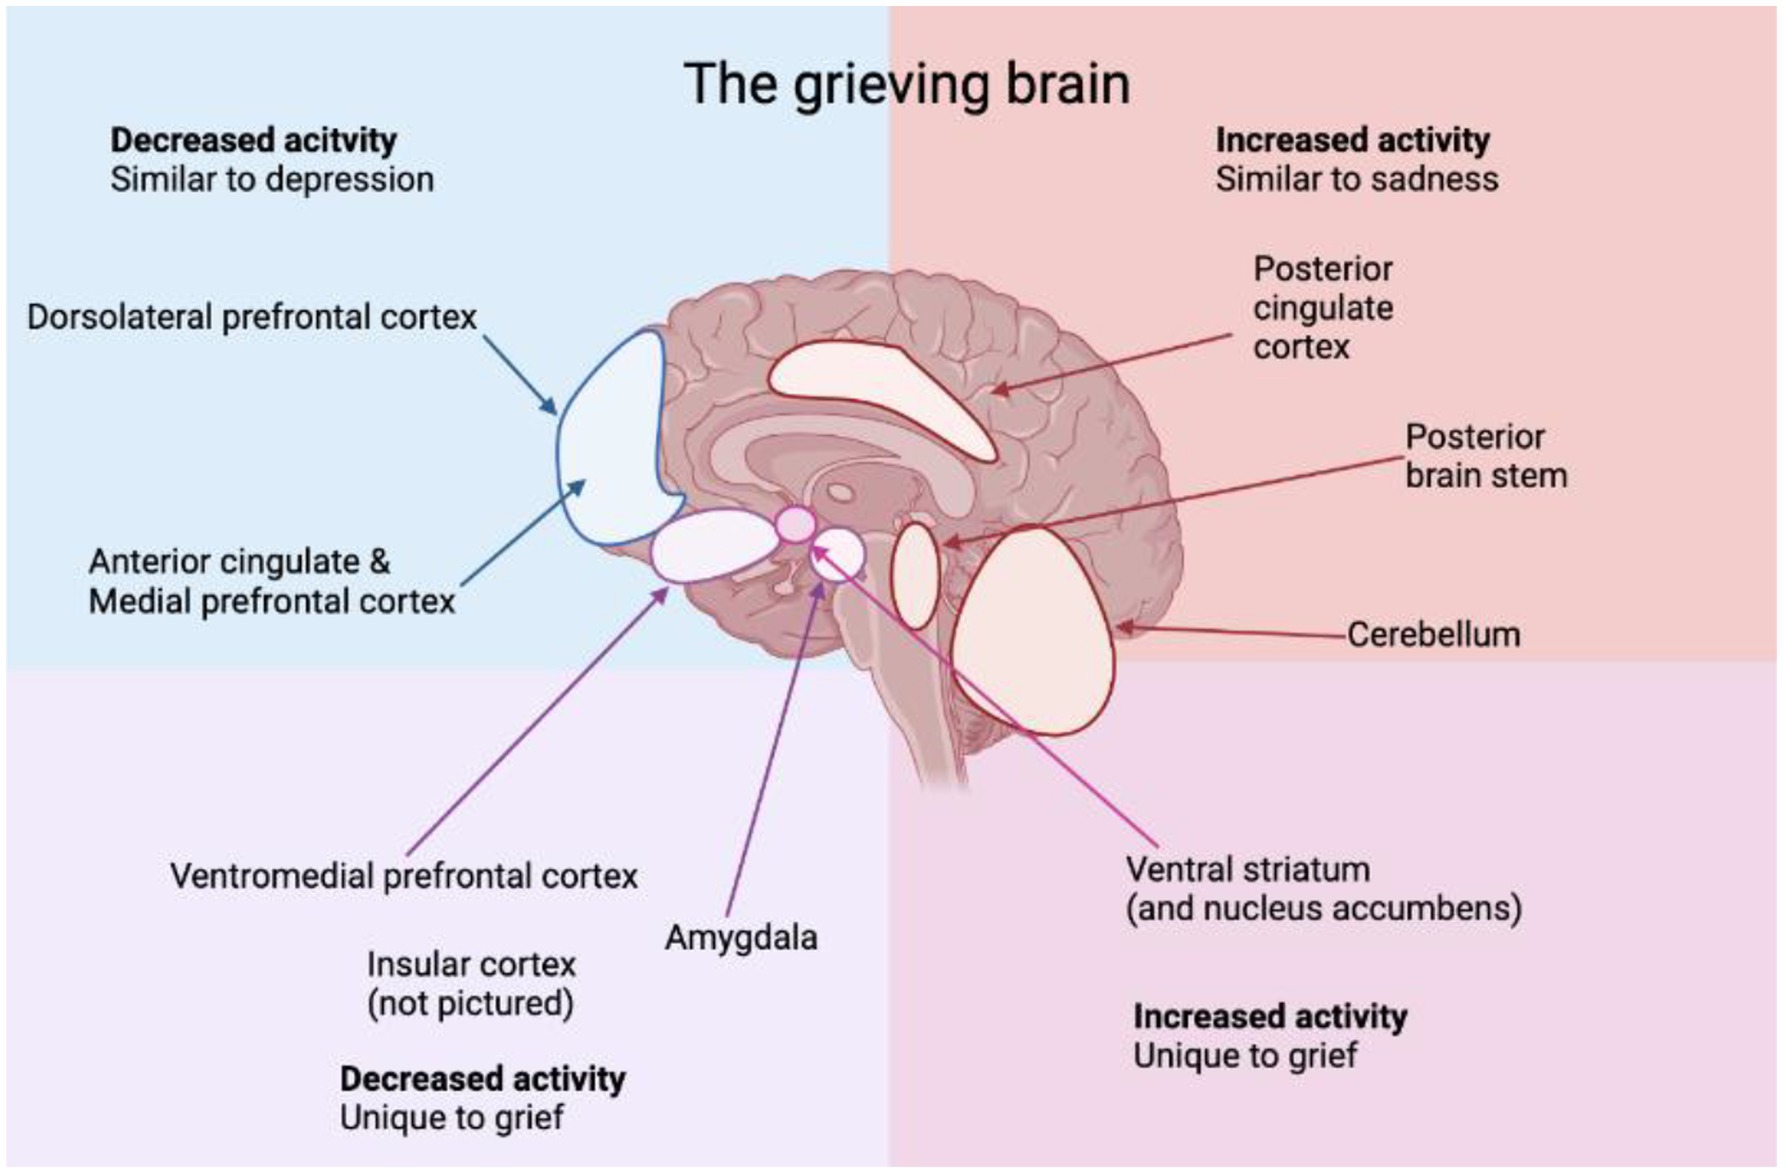 The grieving brain
Decreased acitvity
Similar to depression
Increased activity
Similar to sadness
Dorsolateral prefrontal cortex
Posterior
cingulate
cortex
Posterior
brain stem
Anterior cingulate &
Medial prefrontal cortex
Cerebellum
Ventromedial prefrontal cortex
Amygdala
Insular cortex
(not pictured)
Decreased activity
Unique to grief
Ventral striatum
(and nucleus accumbens)
Increased activity
Unique to grief